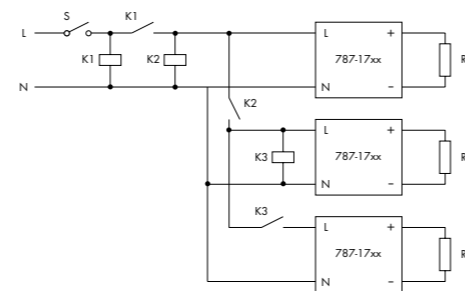 L S K1
K1 K2
L +
787-17xx R
N
N −
K2
L +
K3 787-17xx R
N −
K3
L +
787-17xx R
N −